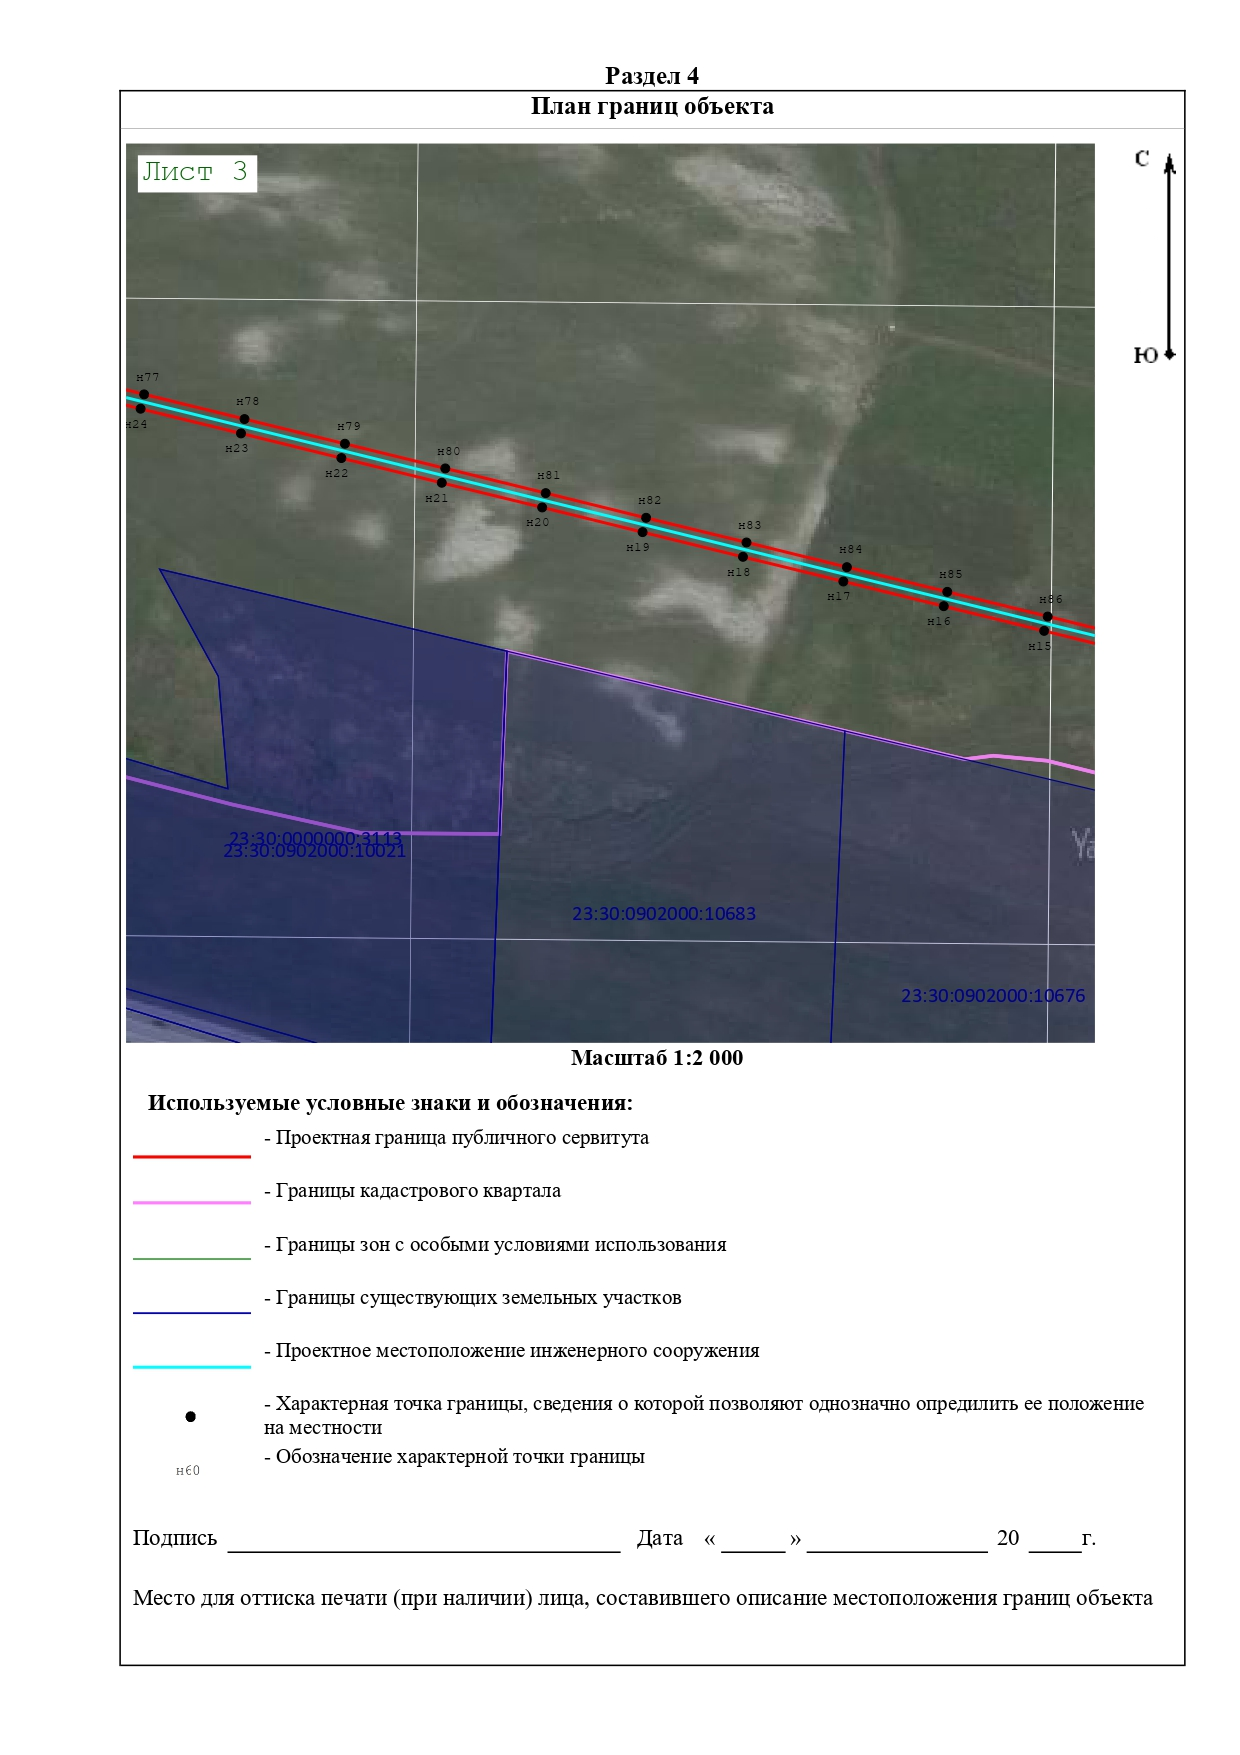 Раздел 4
План границ объекта
Лист 3
С
Ю
н77
н24
н78
н23
н79
н22
н80
н21
н81
н20
н82
н19
н83
н18
н84
н17
н85
н16
н86
н15
23:30:0000000:3113
23:30:0902000:10021
23:30:0902000:10683
23:30:0902000:10676
Ya
Масштаб 1:2 000
Используемые условные знаки и обозначения:
- Проектная граница публичного сервитута
- Границы кадастрового квартала
- Границы зон с особыми условиями использования
- Границы существующих земельных участков
- Проектное местоположение инженерного сооружения
- Характерная точка границы, сведения о которой позволяют однозначно опредилить ее положение
на местности
н60 - Обозначение характерной точки границы
Подпись ____ Дата « ____ » ____ 20 ____ г.
Место для оттиска печати (при наличии) лица, составившего описание местоположения границ объекта